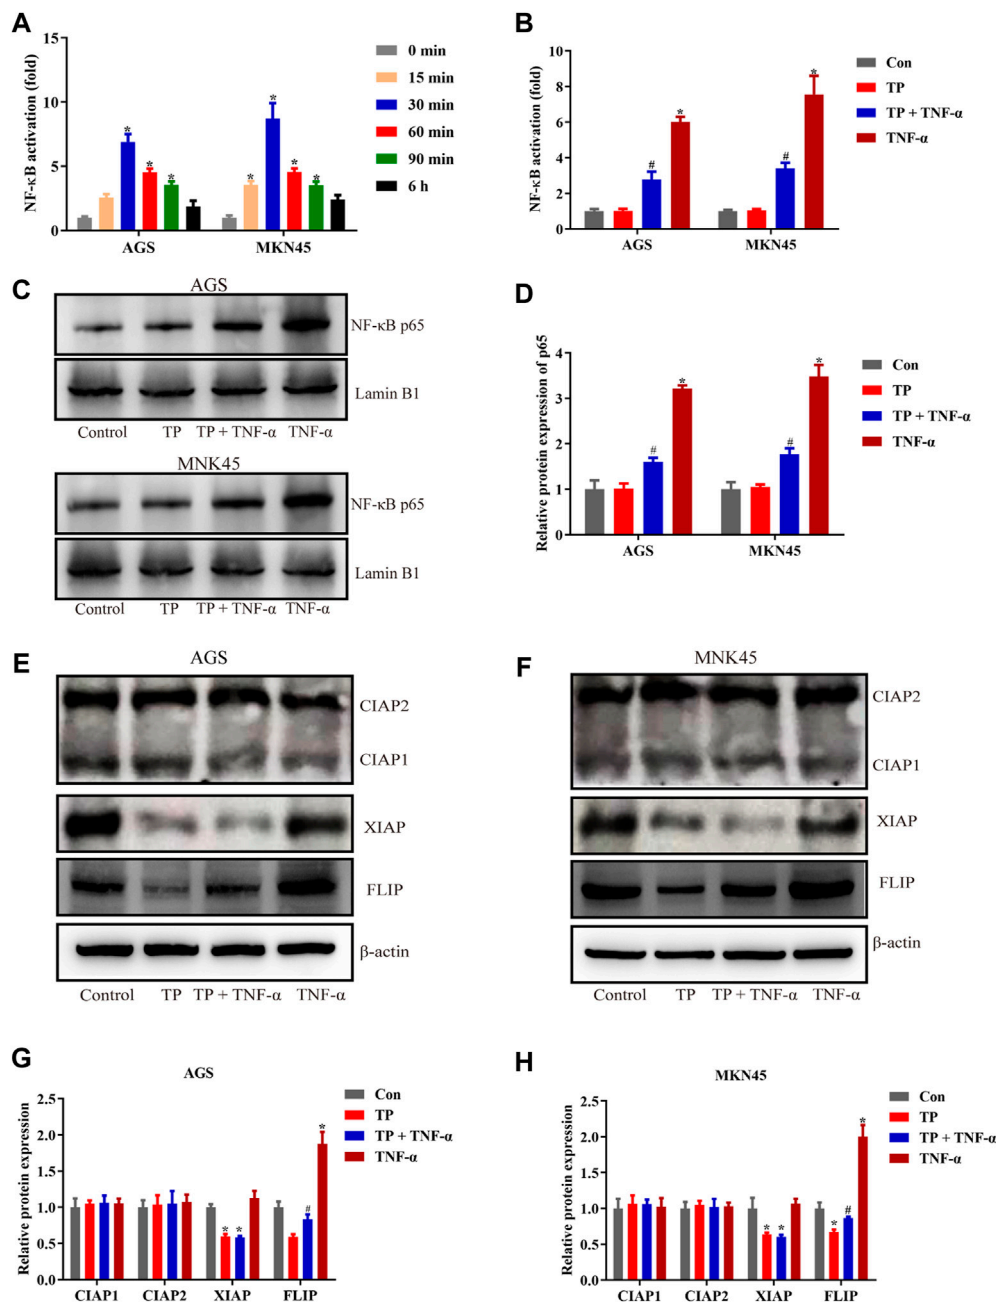 A
NF-κB activation (fold)
15
10
5
0
*
*
*
*
*
*
*
AGS
MKN45
0 min
15 min
30 min
60 min
90 min
6 h
B
NF-κB activation (fold)
10
8
6
4
2
0
#
*
#
*
AGS
MKN45
Con
TP
TP + TNF-α
TNF-α
C
AGS
NF-κB p65
Lamin B1
Control TP TP + TNF-α TNF-α
MNK45
NF-κB p65
Lamin B1
Control TP TP + TNF-α TNF-α
D
Relative protein expression of p65
4
3
2
1
0
#
*
#
*
AGS
MKN45
Con
TP
TP + TNF-α
TNF-α
E
AGS
CIAP2
CIAP1
XIAP
FLIP
β-actin
Control TP TP + TNF-α TNF-α
F
MNK45
CIAP2
CIAP1
XIAP
FLIP
β-actin
Control TP TP + TNF-α TNF-α
G
AGS
Relative protein expression
2.5
2.0
1.5
1.0
0.5
0.0
*
*
#
*
CIAP1 CIAP2 XIAP FLIP
Con
TP
TP + TNF-α
TNF-α
H
MKN45
Relative protein expression
2.5
2.0
1.5
1.0
0.5
0.0
*
*
*
#
*
CIAP1 CIAP2 XIAP FLIP
Con
TP
TP + TNF-α
TNF-α